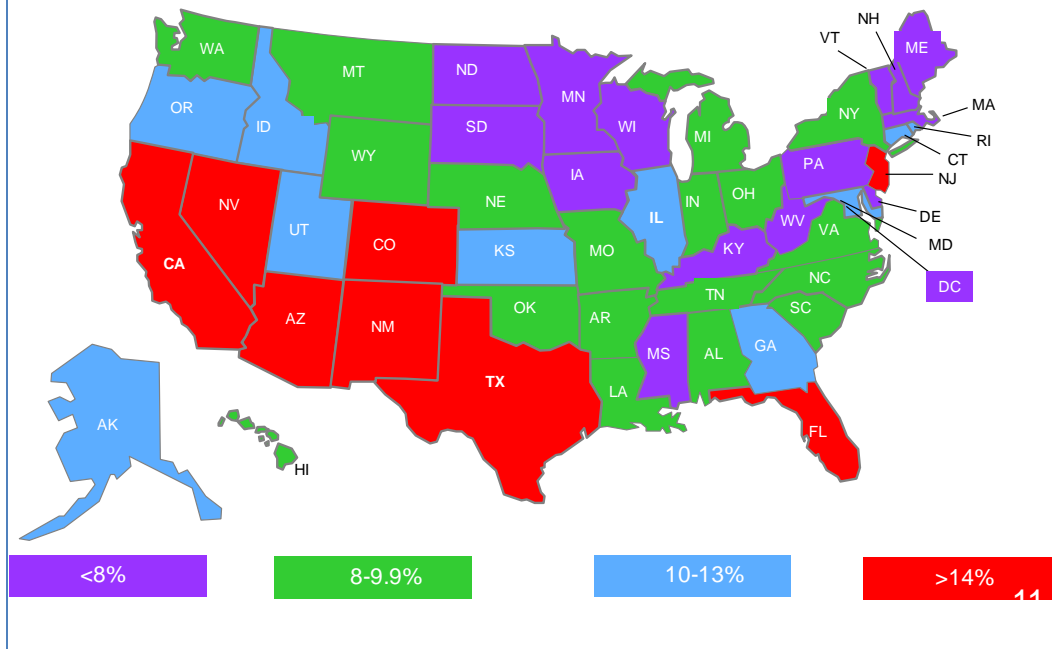 NH
VT
ME
WA
MT
ND
MN
OR
ID
SD
WI
MI
NY
MA
RI
CT
WY
IA
PA
NJ
NV
NE
IL
IN
OH
DE
UT
CO
KS
MO
KY
WV
VA
MD
CA
DC
AZ
NM
OK
AR
TN
NC
SC
TX
LA
MS
AL
GA
AK
FL
HI
<8%
8-9.9%
10-13%
>14%